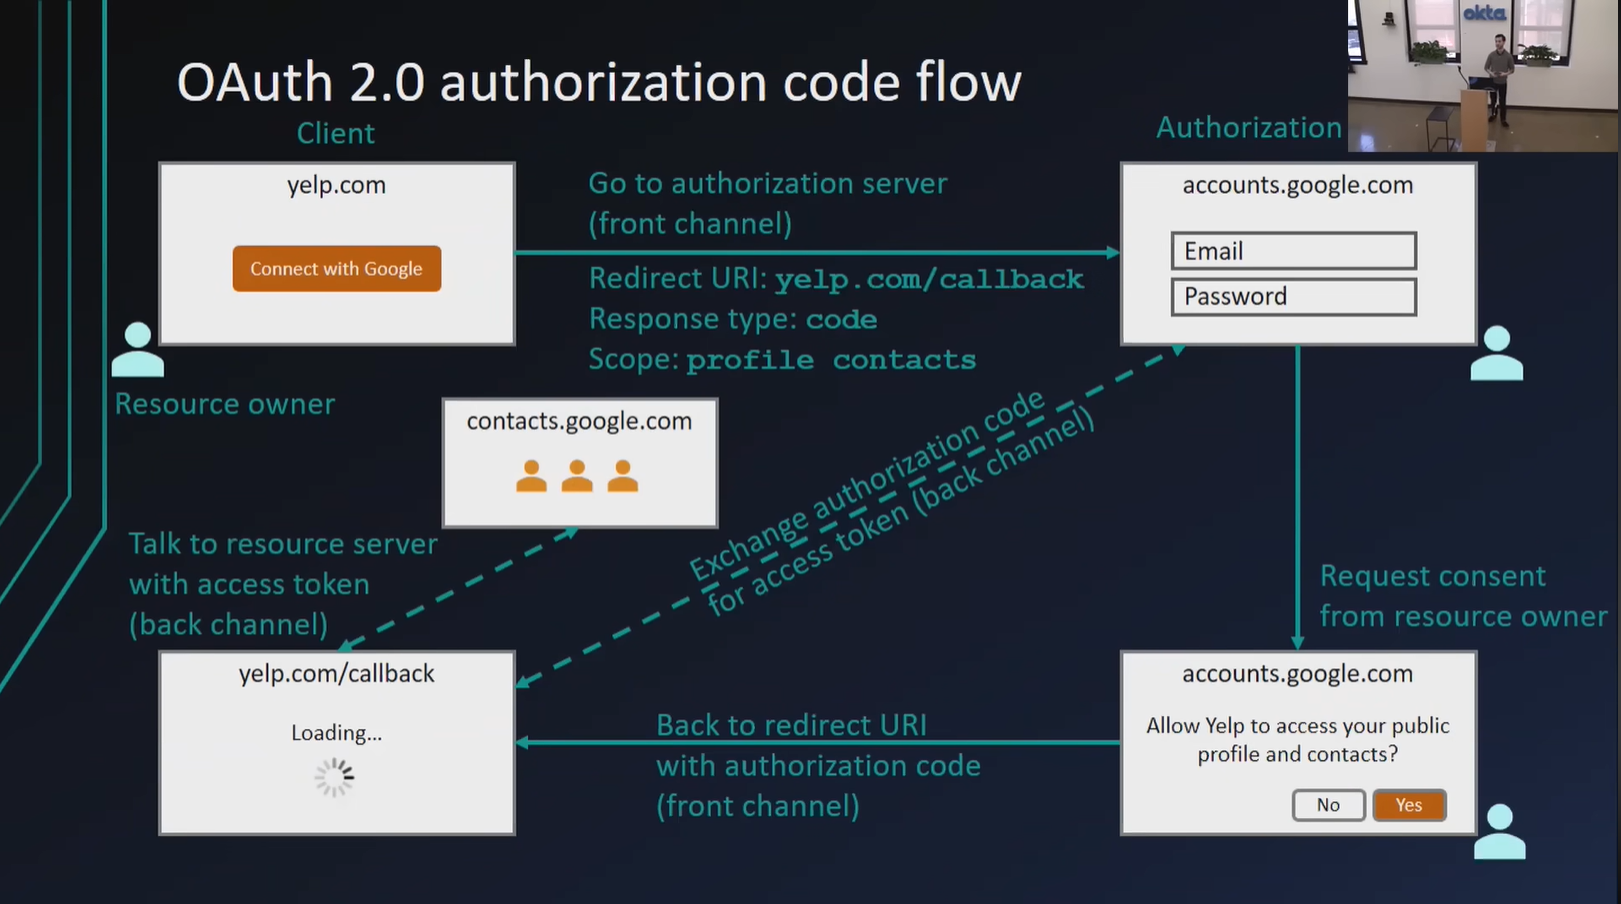 okta
OAuth 2.0 authorization code flow
Client
Authorization
yelp.com
Connect with Google
Go to authorization server
(front channel)
Redirect URI: yelp.com/callback
Response type: code
Scope: profile contacts
accounts.google.com
Email
Password
Resource owner
contacts.google.com
Exchange authorization code
for access token (back channel)
Talk to resource server
with access token
(back channel)
Request consent
from resource owner
yelp.com/callback
Loading...
Back to redirect URI
with authorization code
(front channel)
accounts.google.com
Allow Yelp to access your public
profile and contacts?
No
Yes